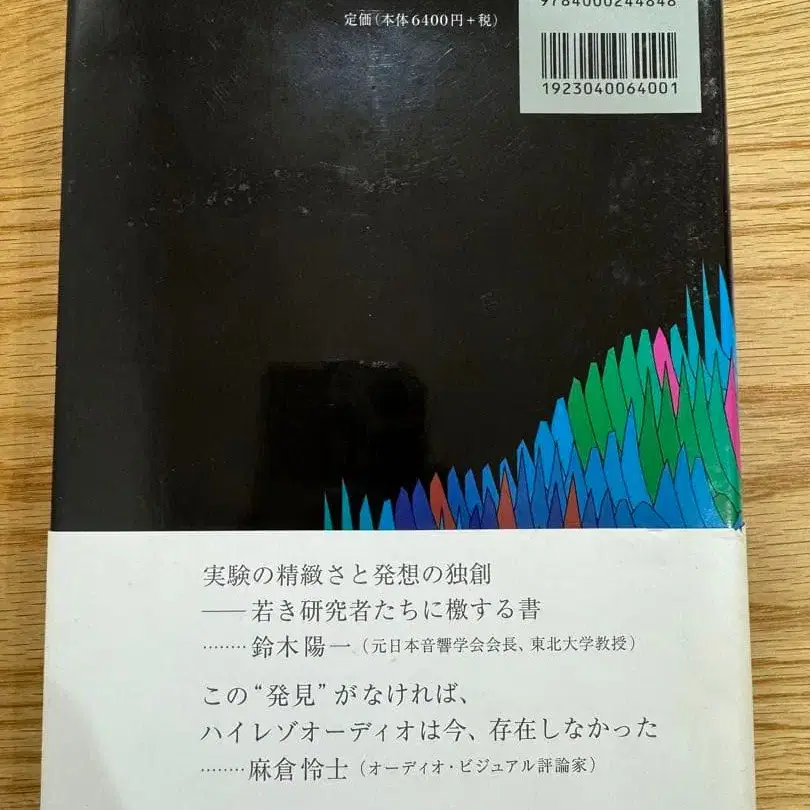 定価(本体6400円+税)
9784000244848
1923040064001
実験の精緻さと発想の独創
──若き研究者たちに檄する書
………鈴木陽一(元日本音響学会会長、東北大学教授)
この“発見”がなければ、
ハイレゾオーディオは今、存在しなかった
………麻倉怜士(オーディオ・ビジュアル評論家)